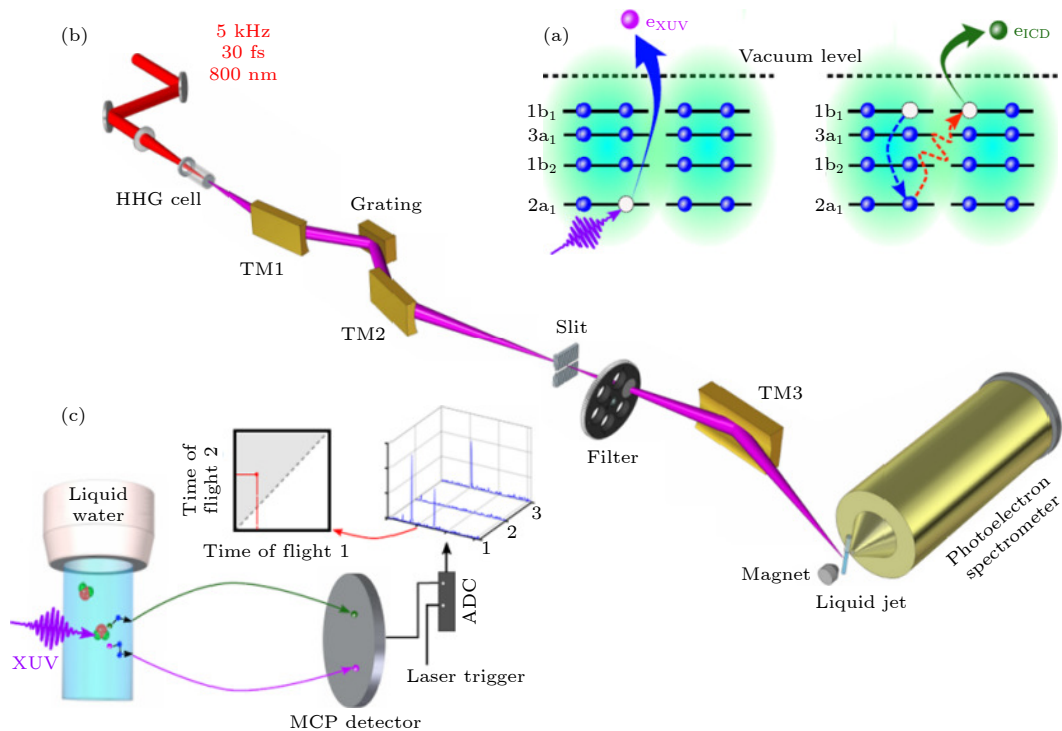 (b)
5 kHz
30 fs
800 nm
HHG cell
TM1
Grating
TM2
Slit
Filter
TM3
Magnet
Liquid jet
Photoelectron
spectrometer
(a)
eXUV
eICD
Vacuum level
1b1
3a1
1b2
2a1
1b1
3a1
1b2
2a1
(c)
Liquid
water
XUV
Time of
flight 2
Time of flight 1
1
2
3
ADC
Laser trigger
MCP detector